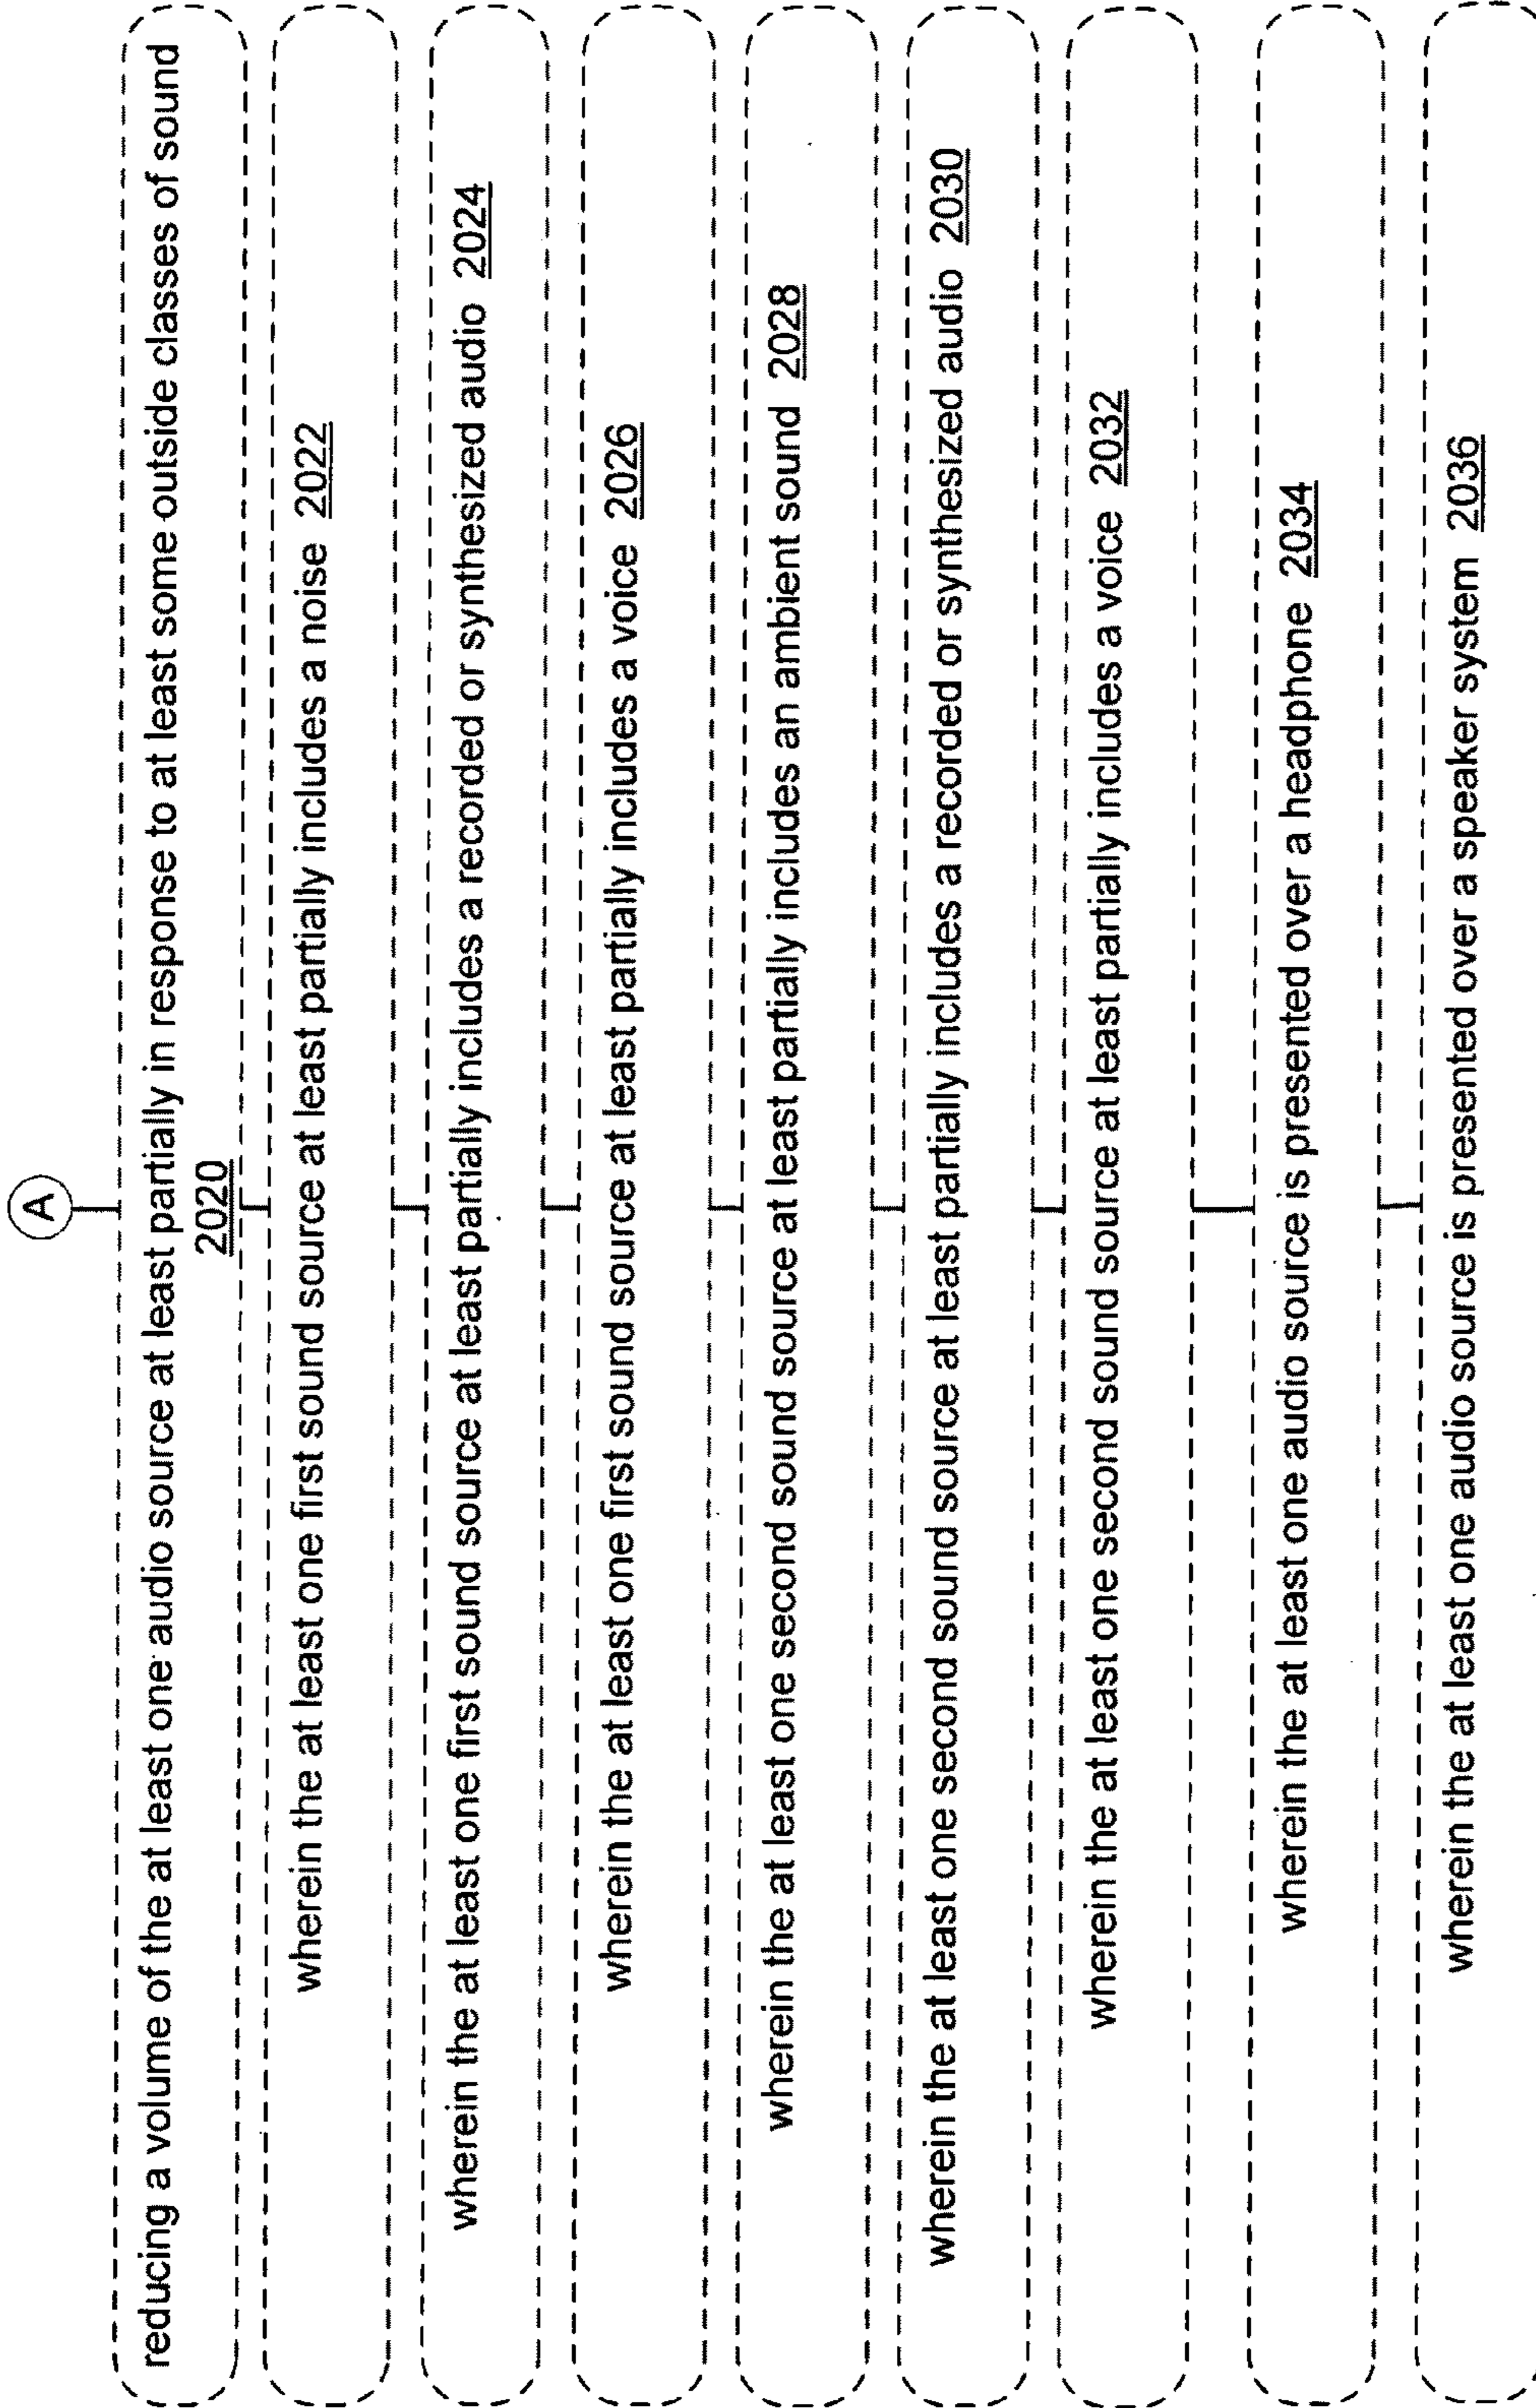 A
reducing a volume of the at least one audio source at least partially in response to at least some outside classes of sound
2020
wherein the at least one first sound source at least partially includes a noise 2022
wherein the at least one first sound source at least partially includes a recorded or synthesized audio 2024
wherein the at least one first sound source at least partially includes a voice 2026
wherein the at least one second sound source at least partially includes an ambient sound 2028
wherein the at least one second sound source at least partially includes a recorded or synthesized audio 2030
wherein the at least one second sound source at least partially includes a voice 2032
wherein the at least one audio source is presented over a headphone 2034
wherein the at least one audio source is presented over a speaker system 2036